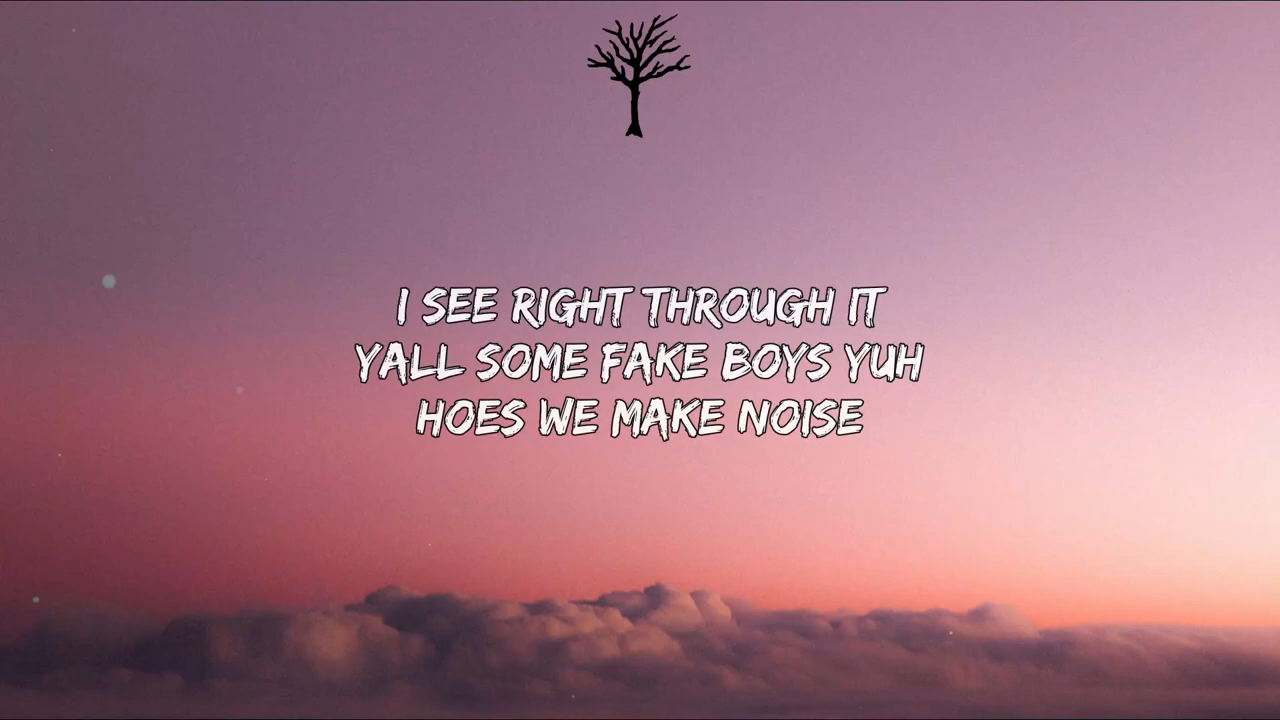 I SEE RIGHT THROUGH IT
YALL SOME FAKE BOYS YUH
HOES WE MAKE NOISE